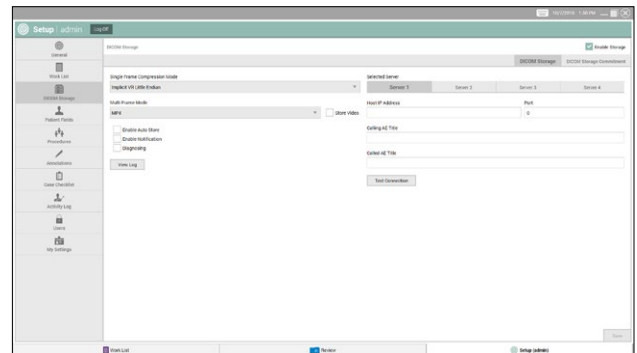 1:50 PM
Setup | admin Log Off
General
Work List
DICOM Storage
Patient Fields
Procedures
Annotations
Case Checklist
Activity Log
Users
My Settings
DICOM Storage
Enable Storage
DICOM Storage DICOM Storage Commitment
Single Frame Compression Mode
Implicit VR Little Endian
Multi Frame Mode
MPK Store Video
Enable Auto Store
Enable Notification
Diagnosing
View Log
Selected Server
Server 1 Server 2 Server 3 Server 4
Host IP Address Port
0
Calling AE Title
Called AE Title
Test Connection
Save
Work List Review Setup (admin)